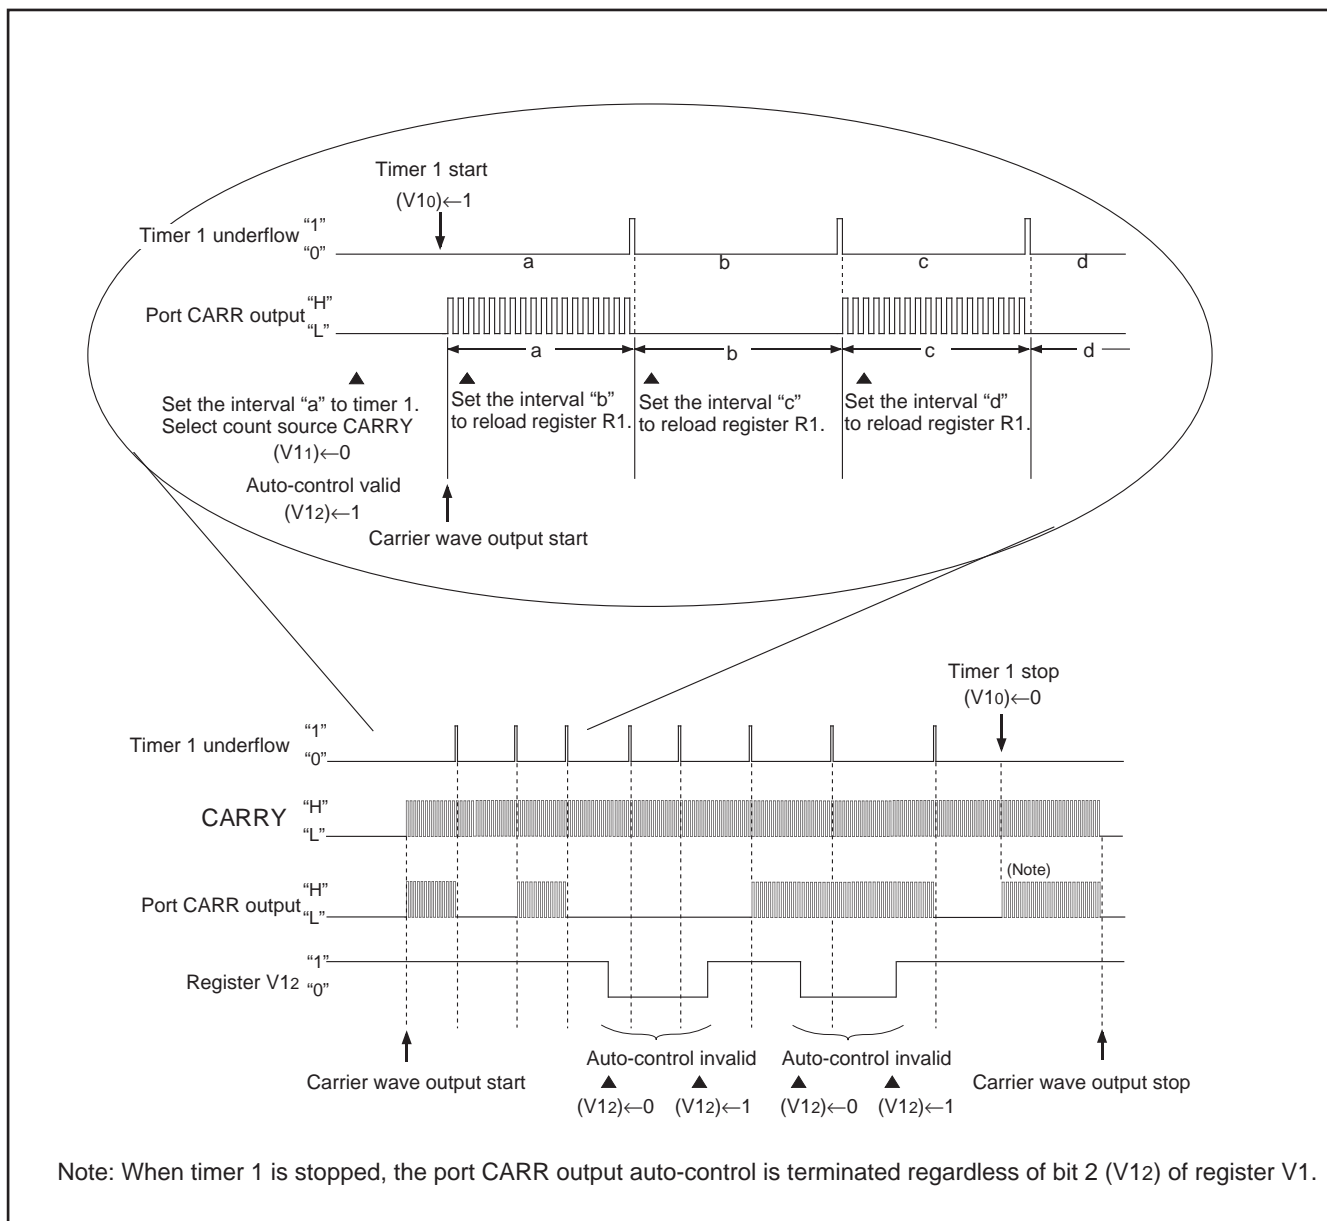 Timer 1 start
(V10)←1
Timer 1 underflow "1"
"0"
a b c d
Port CARR output "H"
"L"
a b c d
Set the interval "a" to timer 1.
Select count source CARRY
(V11)←0
Auto-control valid
(V12)←1
Set the interval "b"
to reload register R1.
Set the interval "c"
to reload register R1.
Set the interval "d"
to reload register R1.
Carrier wave output start
Timer 1 stop
(V10)←0
Timer 1 underflow "1"
"0"
CARRY "H"
"L"
(Note)
Port CARR output "H"
"L"
Register V12 "1"
"0"
Auto-control invalid Auto-control invalid
Carrier wave output start Carrier wave output stop
(V12)←0 (V12)←1 (V12)←0 (V12)←1
Note: When timer 1 is stopped, the port CARR output auto-control is terminated regardless of bit 2 (V12) of register V1.